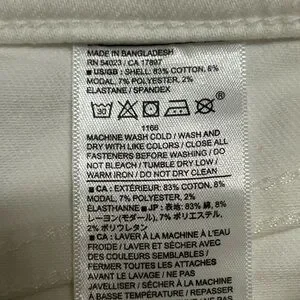 MADE IN BANGLADESH
RN 54023 / CA 17897
■ US/GB : SHELL: 83% COTTON, 8%
MODAL, 7% POLYESTER, 2%
ELASTANE / SPANDEX
30
1166
MACHINE WASH COLD / WASH AND
DRY WITH LIKE COLORS / CLOSE ALL
FASTENERS BEFORE WASHING / DO
NOT BLEACH / TUMBLE DRY LOW /
WARM IRON / DO NOT DRY CLEAN
■ CA : EXTÉRIEUR: 83% COTON, 8%
MODAL, 7% POLYESTER, 2%
ÉLASTHANNE ■ JP : 表地: 83% 綿, 8%
レーヨン(モダール), 7% ポリエステル,
2% ポリウレタン
■ CA : LAVER À LA MACHINE À L'EAU
FROIDE / LAVER ET SÉCHER AVEC
DES COULEURS SEMBLABLES /
FERMER TOUTES LES ATTACHES
AVANT LE LAVAGE / NE PAS
JAVELLISER / SÉCHER PAR CULBUTAGE
À BASSE TEMPÉRATURE / REPASSER